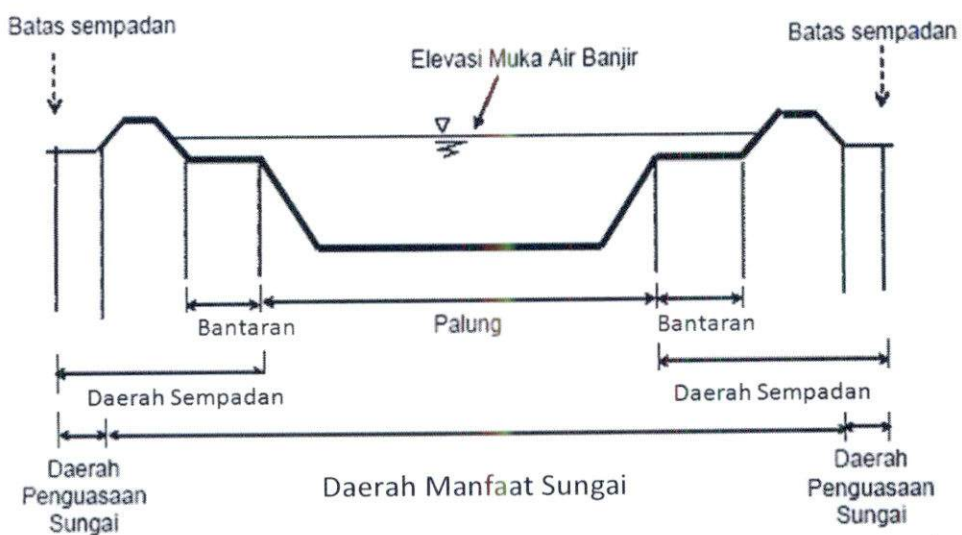 Batas sempadan
Batas sempadan
Elevasi Muka Air Banjir
Bantaran
Palung
Bantaran
Daerah Sempadan
Daerah Sempadan
Daerah
Penguasaan
Sungai
Daerah Manfaat Sungai
Daerah
Penguasaan
Sungai